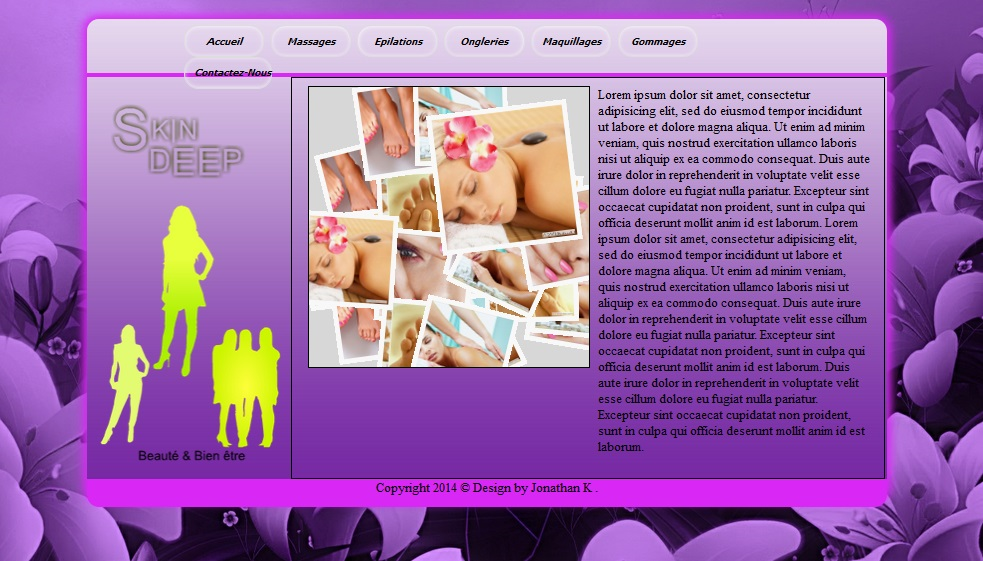 Accueil Massages Epilations Ongleries Maquillages Gommages
Contactez-Nous
SKIN
DEEP
Beauté & Bien être
Lorem ipsum dolor sit amet, consectetur
adipisicing elit, sed do eiusmod tempor incididunt
ut labore et dolore magna aliqua. Ut enim ad minim
veniam, quis nostrud exercitation ullamco laboris
nisi ut aliquip ex ea commodo consequat. Duis aute
irure dolor in reprehenderit in voluptate velit esse
cillum dolore eu fugiat nulla pariatur. Excepteur sint
occaecat cupidatat non proident, sunt in culpa qui
officia deserunt mollit anim id est laborum. Lorem
ipsum dolor sit amet, consectetur adipisicing elit,
sed do eiusmod tempor incididunt ut labore et
dolore magna aliqua. Ut enim ad minim veniam,
quis nostrud exercitation ullamco laboris nisi ut
aliquip ex ea commodo consequat. Duis aute irure
dolor in reprehenderit in voluptate velit esse cillum
dolore eu fugiat nulla pariatur. Excepteur sint
occaecat cupidatat non proident, sunt in culpa qui
officia deserunt mollit anim id est laborum. Duis
aute irure dolor in reprehenderit in voluptate velit
esse cillum dolore eu fugiat nulla pariatur.
Excepteur sint occaecat cupidatat non proident,
sunt in culpa qui officia deserunt mollit anim id est
laborum.
Copyright 2014 © Design by Jonathan K .